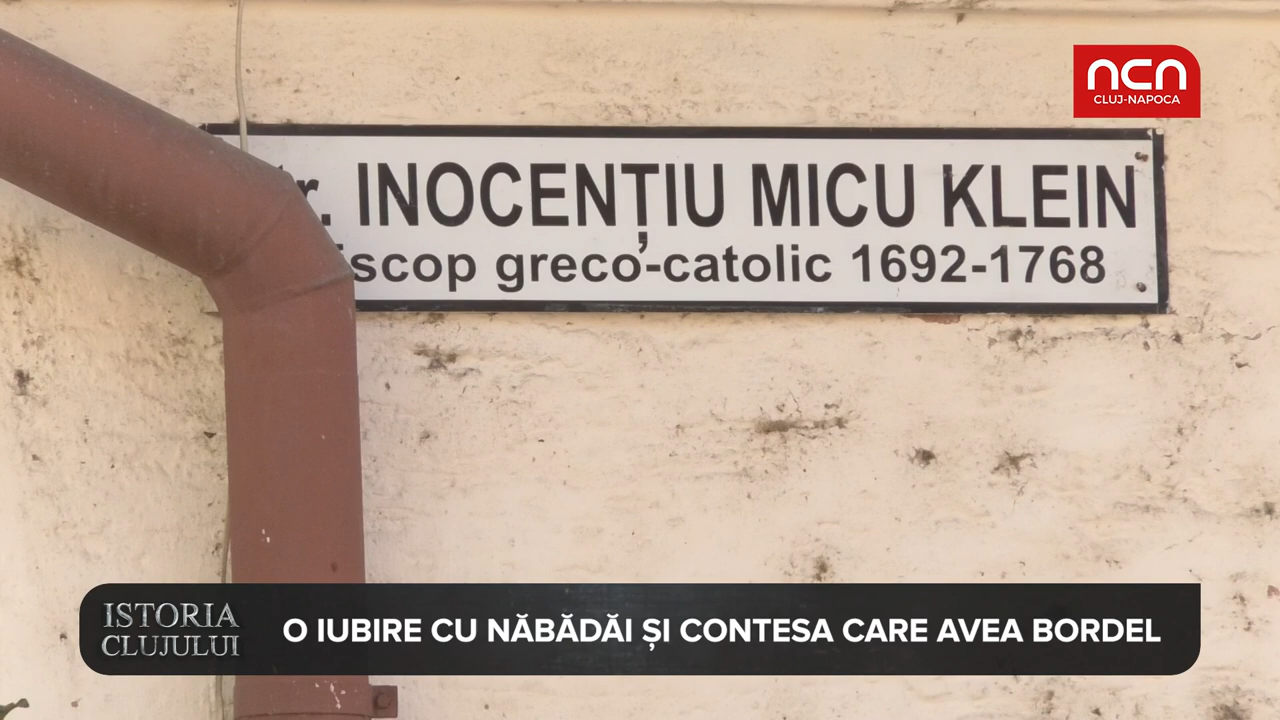 ncn
CLUJ-NAPOCA
r. INOCENȚIU MICU KLEIN
iscop greco-catolic 1692-1768
ISTORIA
CLUJULUI
O IUBIRE CU NĂBĂDĂI ȘI CONTESA CARE AVEA BORDEL